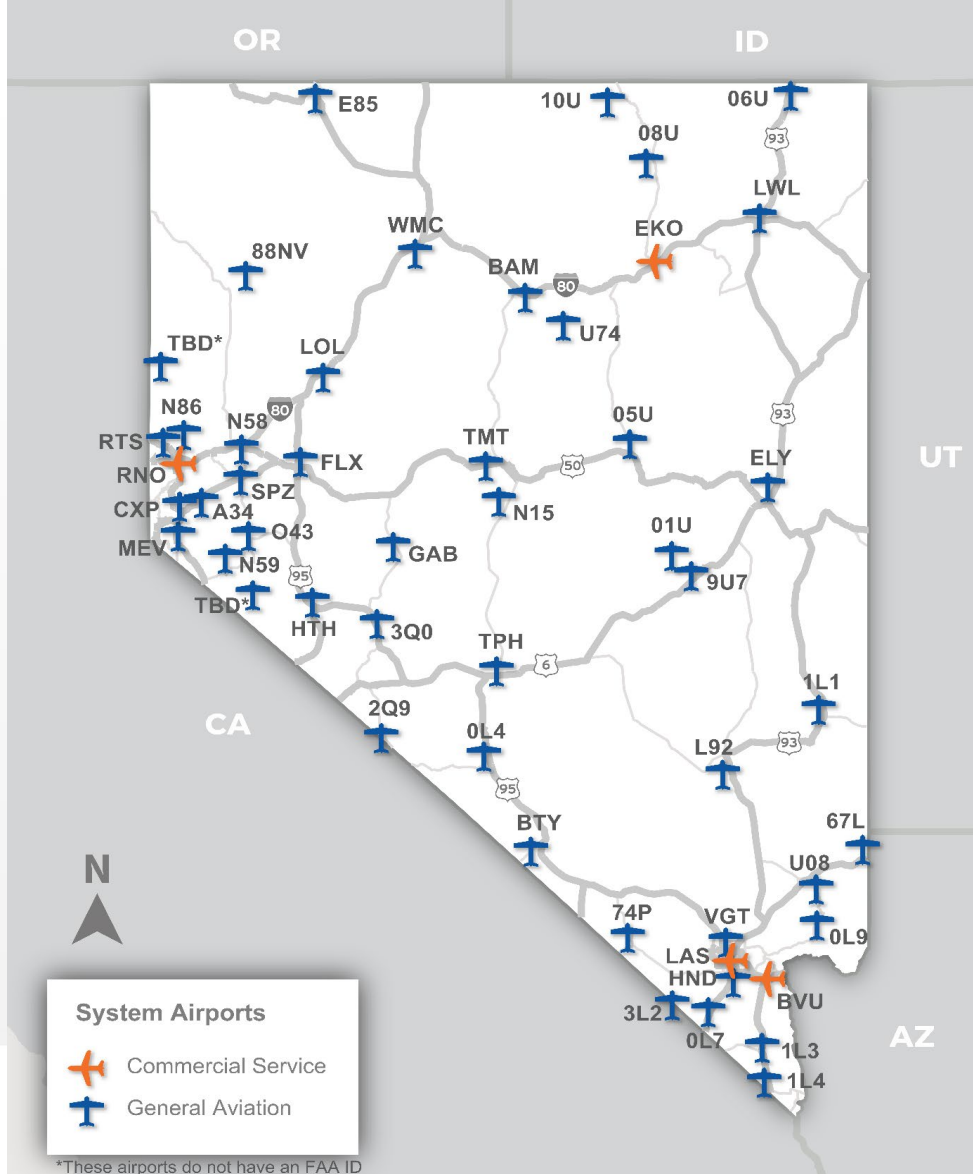 OR
ID
E85
10U
06U
93
08U
LWL
WMC
EKO
88NV
BAM
80
U74
TBD*
LOL
80
93
N86
N58
05U
RTS
TMT
UT
RNO
FLX
50
ELY
SPZ
CXP
A34
N15
MEV
O43
01U
GAB
N59
9U7
95
TBD*
HTH
3Q0
TPH
6
1L1
CA
2Q9
0L4
L92
93
95
BTY
67L
N
U08
74P
VGT
0L9
LAS
HND
BVU
3L2
0L7
AZ
1L3
1L4
System Airports
Commercial Service
General Aviation
*These airports do not have an FAA ID